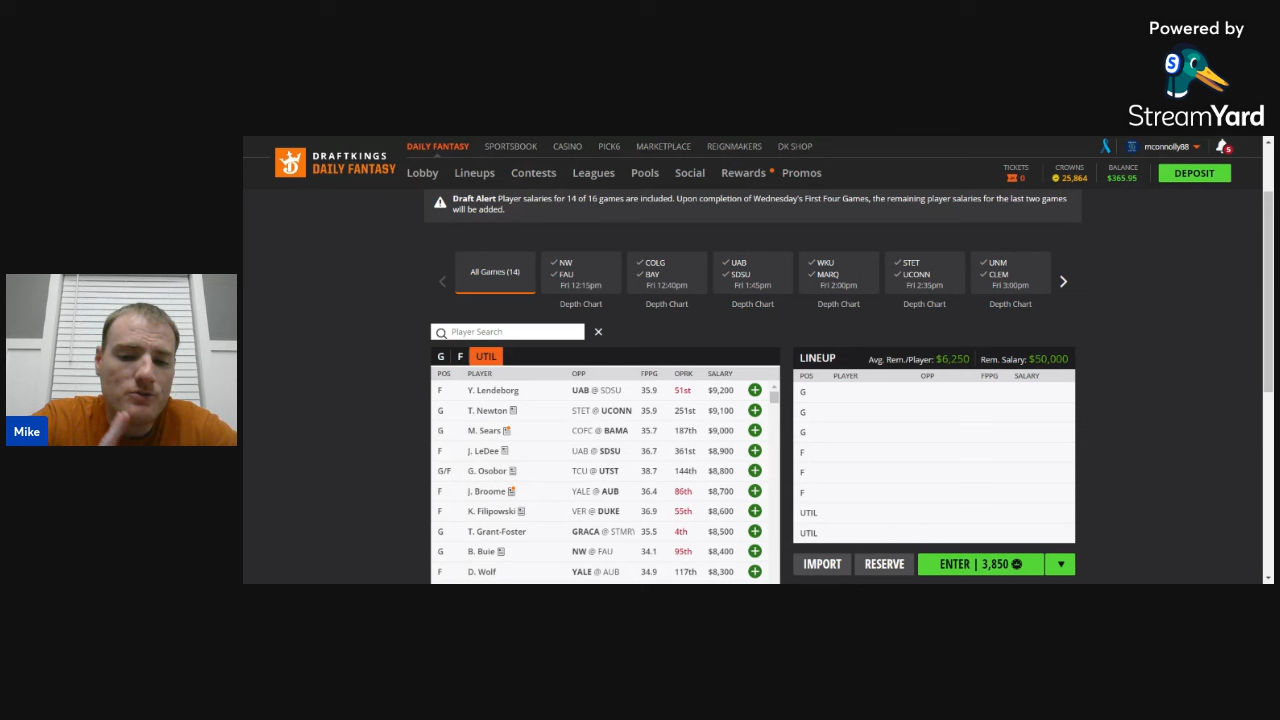 Powered by
StreamYard
DRAFTKINGS
DAILY FANTASY
DAILY FANTASY SPORTSBOOK CASINO PICK6 MARKETPLACE REIGNMAKERS DK SHOP
mconnolly88 5
Lobby Lineups Contests Leagues Pools Social Rewards Promos
TICKETS 0 CROWNS 25,864 BALANCE $365.95 DEPOSIT
Draft Alert Player salaries for 14 of 16 games are included. Upon completion of Wednesday's First Four Games, the remaining player salaries for the last two games
will be added.
All Games (14)
NW
FAU
Fri 12:15pm
Depth Chart
COLG
BAY
Fri 12:40pm
Depth Chart
UAB
SDSU
Fri 1:45pm
Depth Chart
WKU
MARQ
Fri 2:00pm
Depth Chart
STET
UCONN
Fri 2:35pm
Depth Chart
UNM
CLEM
Fri 3:00pm
Depth Chart
Player Search
G F UTIL
POS PLAYER OPP FPPG OPRK SALARY
F Y. Lendeborg UAB @ SDSU 35.9 51st $9,200
G T. Newton STET @ UCONN 35.9 251st $9,100
G M. Sears COFC @ BAMA 35.7 187th $9,000
F J. LeDee UAB @ SDSU 36.7 361st $8,900
G/F G. Osobor TCU @ UTST 38.7 144th $8,800
F J. Broome YALE @ AUB 36.4 86th $8,700
F K. Filipowski VER @ DUKE 36.9 55th $8,600
G T. Grant-Foster GRACA @ STMRY 35.5 4th $8,500
G B. Buie NW @ FAU 34.1 95th $8,400
F D. Wolf YALE @ AUB 34.9 117th $8,300
LINEUP Avg. Rem./Player: $6,250 Rem. Salary: $50,000
POS PLAYER OPP FPPG SALARY
G
G
G
F
F
F
UTIL
UTIL
IMPORT RESERVE ENTER | 3,850
Mike